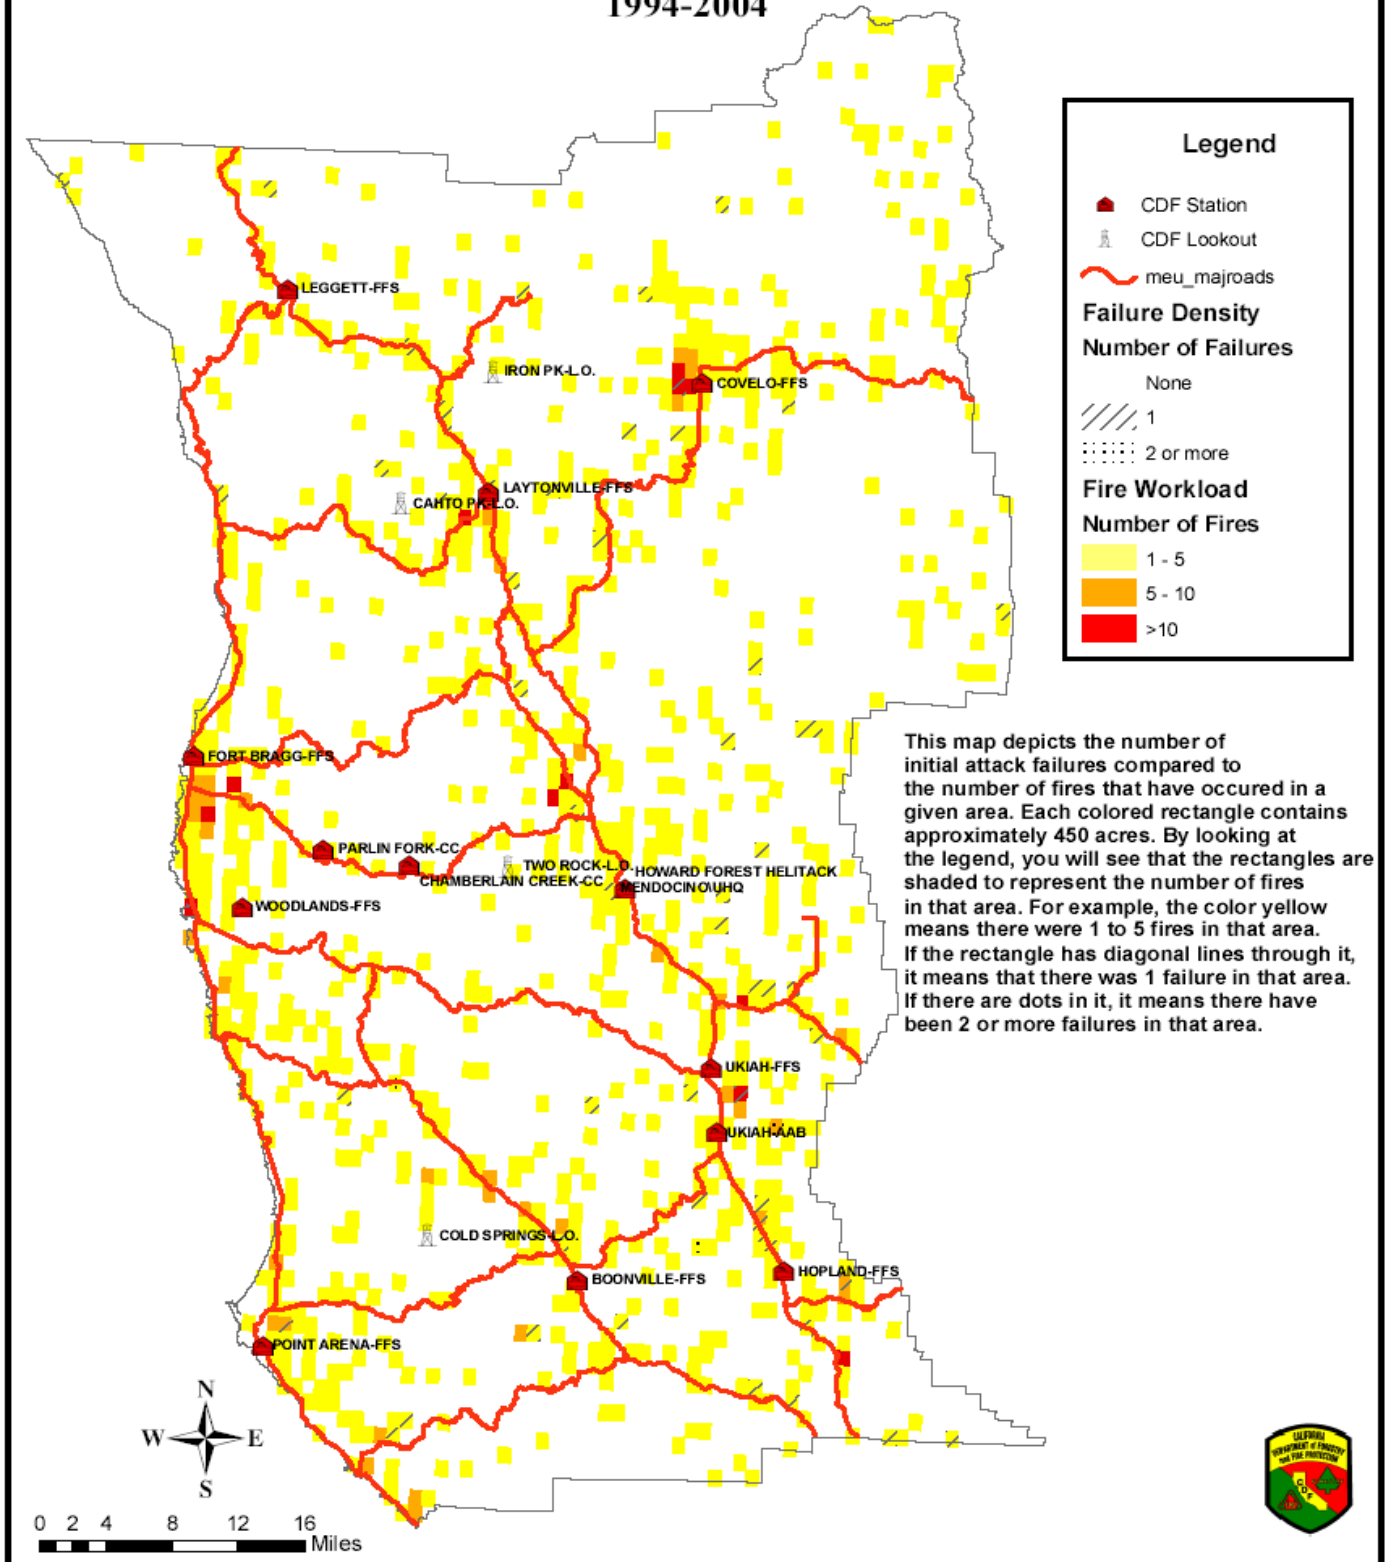 1994-2004
Legend
CDF Station
CDF Lookout
meu_majroads
Failure Density
Number of Failures
None
1
2 or more
Fire Workload
Number of Fires
1 - 5
5 - 10
>10
LEGGETT-FFS
IRON PK-L.O.
COVELO-FFS
LAYTONVILLE-FFS
CAHTO PK-L.O.
FORT BRAGG-FFS
PARLIN FORK-CC
TWO ROCK-L.O.
HOWARD FOREST HELITACK
CHAMBERLAIN CREEK-CC
MENDOCINO UHQ
WOODLANDS-FFS
UKIAH-FFS
UKIAH-AAB
COLD SPRINGS-L.O.
BOONVILLE-FFS
HOPLAND-FFS
POINT ARENA-FFS
This map depicts the number of
initial attack failures compared to
the number of fires that have occured in a
given area. Each colored rectangle contains
approximately 450 acres. By looking at
the legend, you will see that the rectangles are
shaded to represent the number of fires
in that area. For example, the color yellow
means there were 1 to 5 fires in that area.
If the rectangle has diagonal lines through it,
it means that there was 1 failure in that area.
If there are dots in it, it means there have
been 2 or more failures in that area.
N
W E
S
0 2 4 8 12 16
Miles
CALIFORNIA
DEPARTMENT of FORESTRY
and FIRE PROTECTION
C
D
F